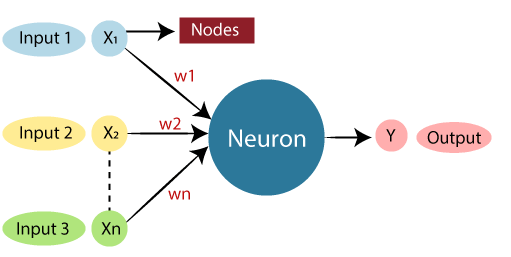 Input 1
X₁
Nodes
w1
Input 2
X₂
w2
Neuron
Y
Output
wn
Input 3
Xn